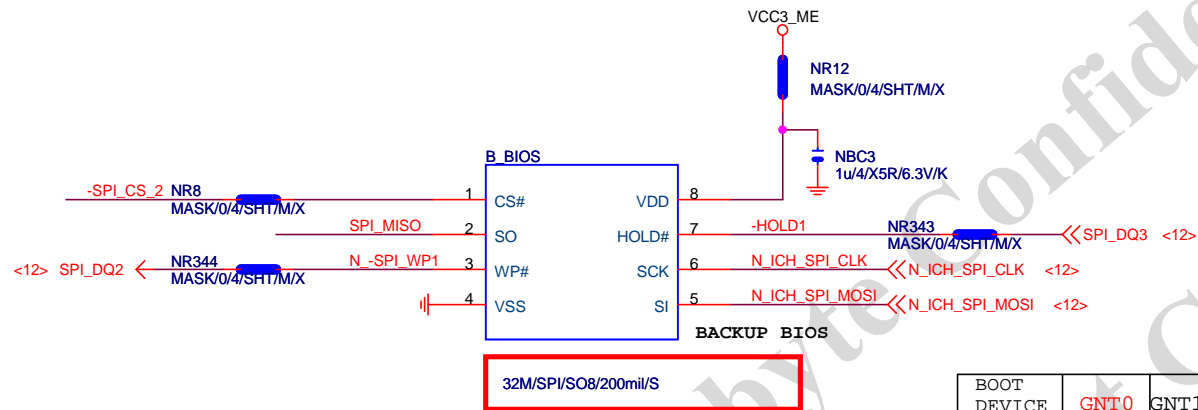 VCC3_ME
NR12
MASK/0/4/SHT/M/X
NBC3
1u/4/X5R/6.3V/K
B_BIOS
-SPI_CS_2 NR8 1 CS# VDD 8
MASK/0/4/SHT/M/X
SPI_MISO 2 SO HOLD# 7 -HOLD1 NR343 SPI_DQ3 <12>
MASK/0/4/SHT/M/X
<12> SPI_DQ2 NR344 N_-SPI_WP1 3 WP# SCK 6 N_ICH_SPI_CLK N_ICH_SPI_CLK <12>
MASK/0/4/SHT/M/X
4 VSS SI 5 N_ICH_SPI_MOSI N_ICH_SPI_MOSI <12>
BACKUP BIOS
32M/SPI/SO8/200mil/S
BOOT
DEVICE GNT0 GNT1